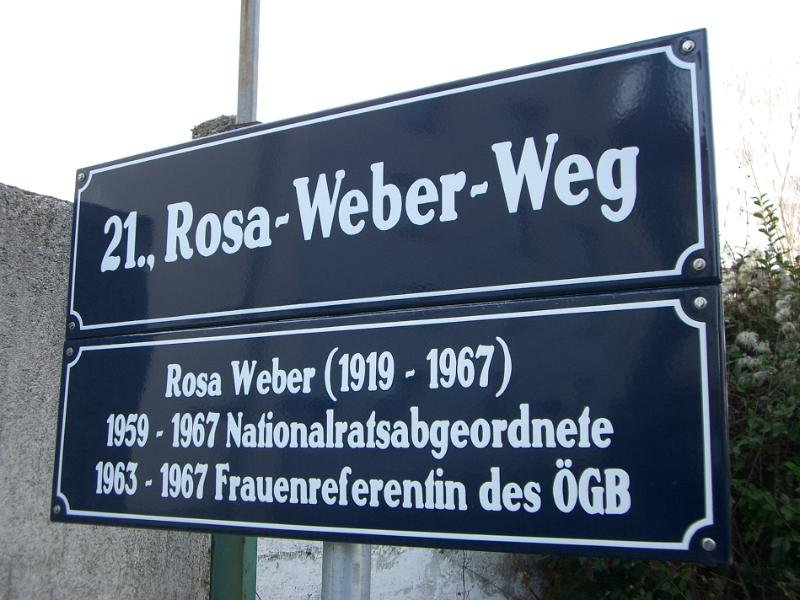 21., Rosa-Weber-Weg
Rosa Weber (1919 - 1967)
1959 - 1967 Nationalratsabgeordnete
1963 - 1967 Frauenreferentin des ÖGB